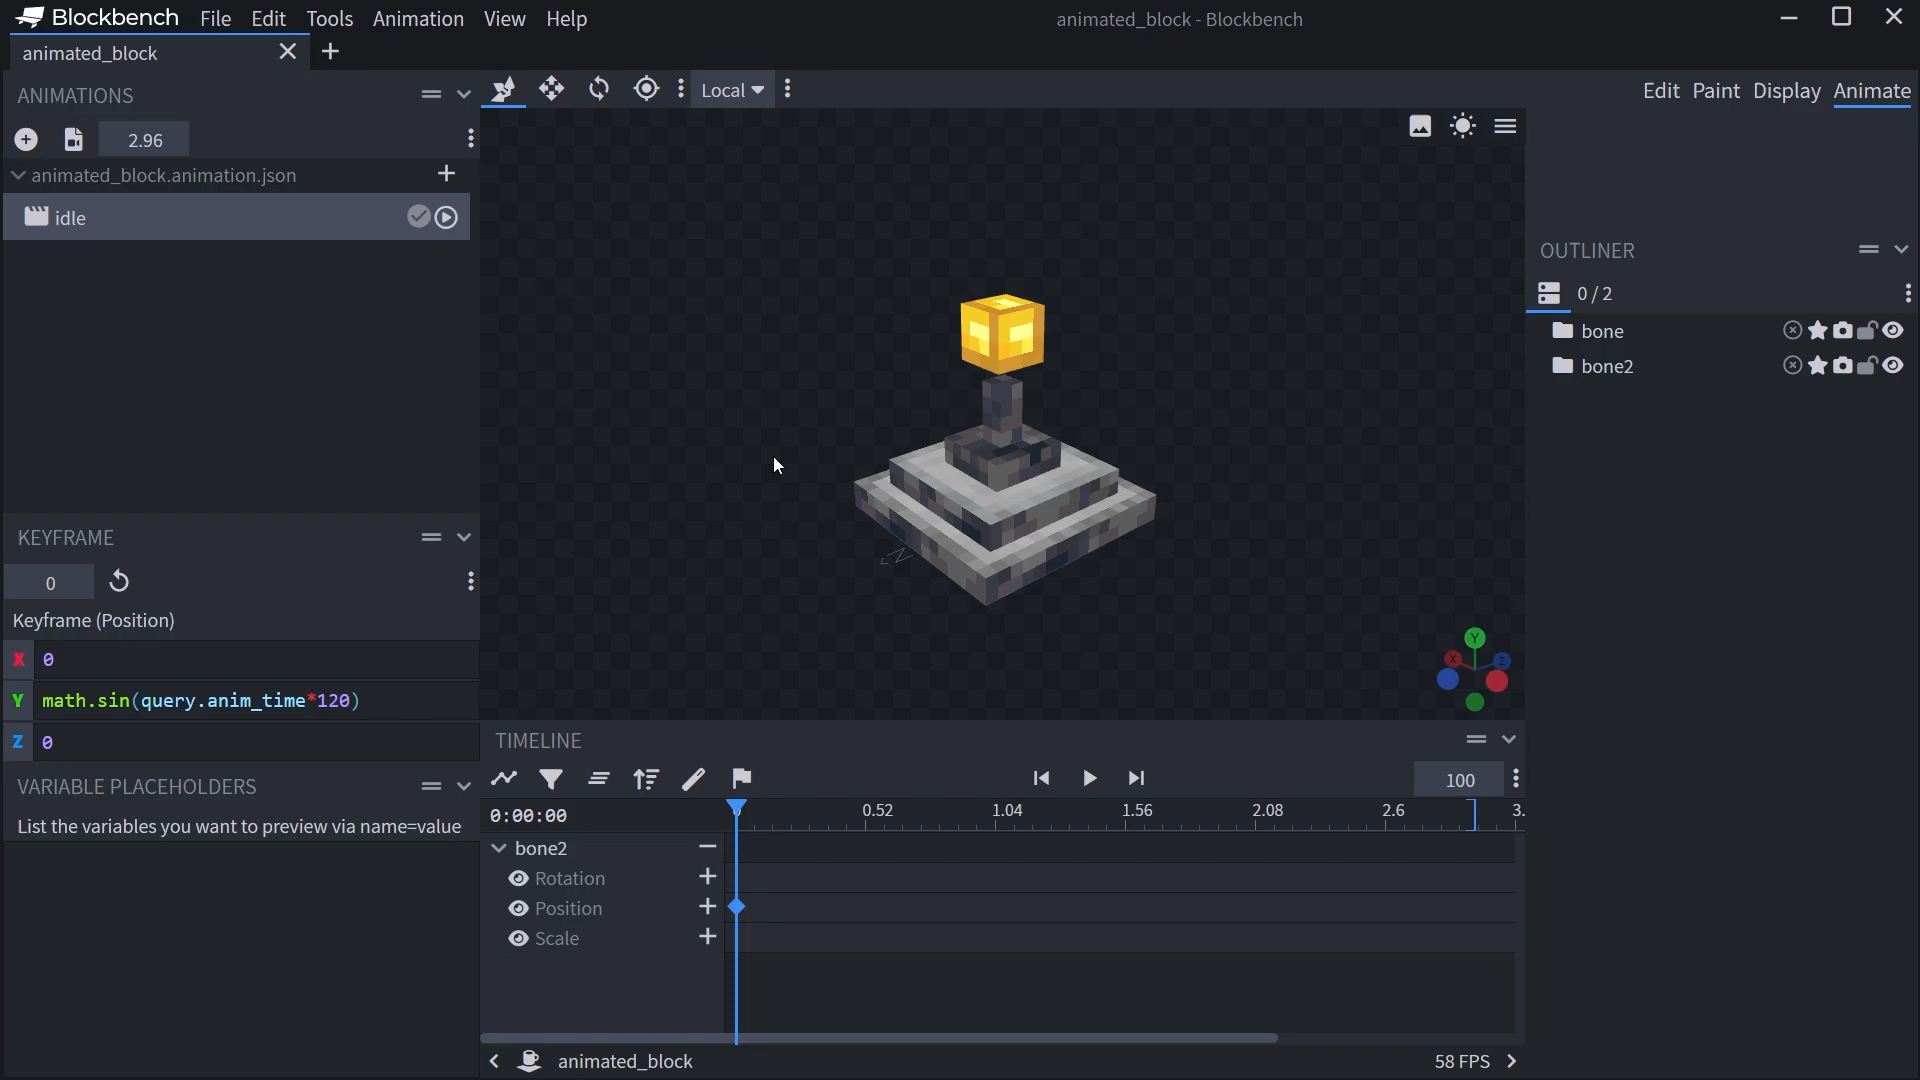 Blockbench File Edit Tools Animation View Help
animated_block - Blockbench
animated_block
ANIMATIONS
Local
Edit Paint Display Animate
2.96
animated_block.animation.json
idle
OUTLINER
0 / 2
bone
bone2
KEYFRAME
0
Keyframe (Position)
X 0
Y math.sin(query.anim_time*120)
Z 0
Y
X
Z
VARIABLE PLACEHOLDERS
List the variables you want to preview via name=value
TIMELINE
100
0:00:00
0 0.52 1.04 1.56 2.08 2.6 3.
bone2
Rotation
Position
Scale
animated_block
58 FPS